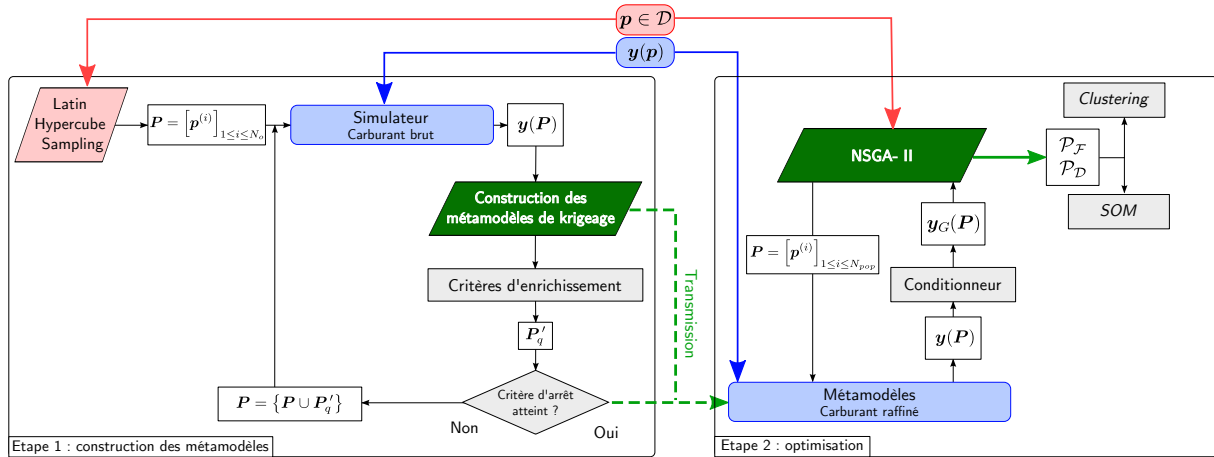 p ∈ 𝒟
y(p)
Latin
Hypercube
Sampling
P = [p^(i)]_{1≤i≤N_o}
Simulateur
Carburant brut
y(P)
Construction des
métamodèles de krigeage
Critères d'enrichissement
P'_q
Critère d'arrêt
atteint ?
Non
Oui
P = {P ∪ P'_q}
Etape 1 : construction des métamodèles
Transmission
NSGA- II
P = [p^(i)]_{1≤i≤N_pop}
y_G(P)
Conditionneur
y(P)
Métamodèles
Carburant raffiné
𝒫_ℱ
𝒫_𝒟
Clustering
SOM
Etape 2 : optimisation